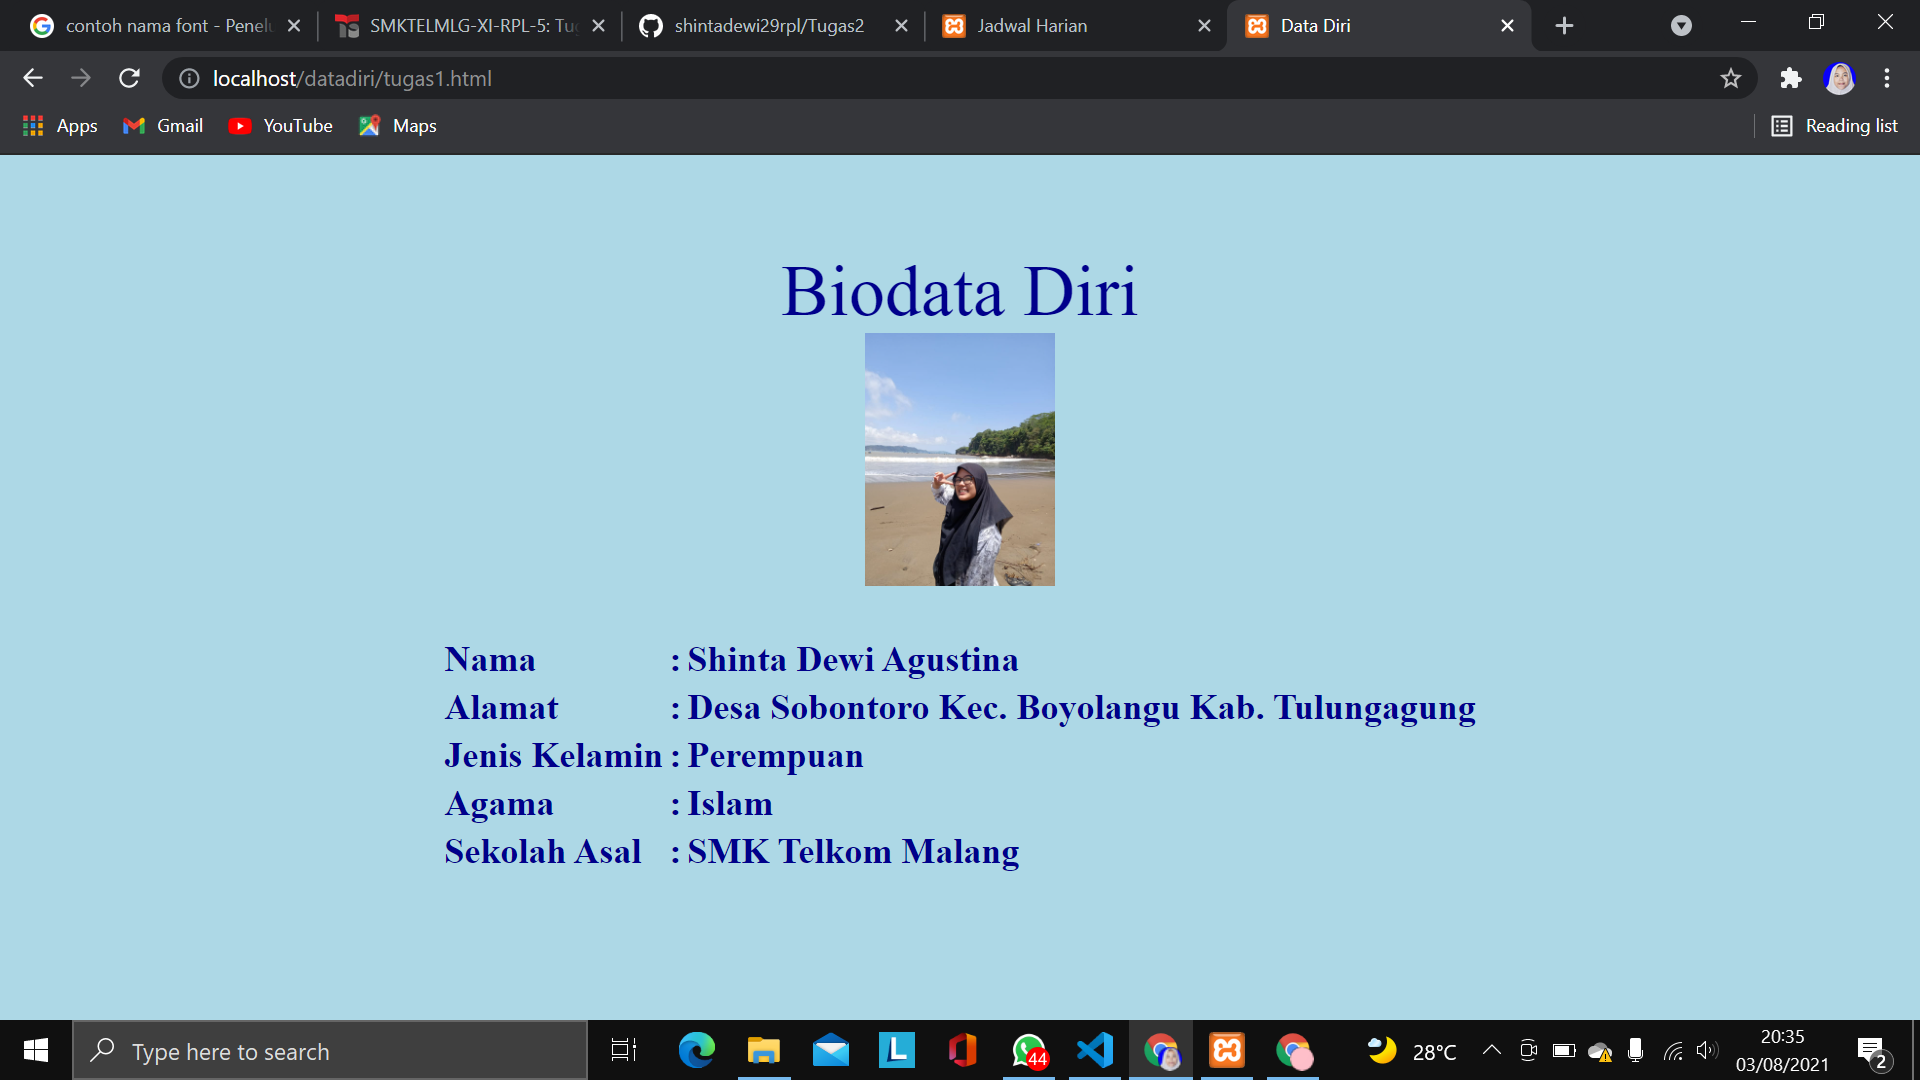 contoh nama font - Penelu
SMKTELMLG-XI-RPL-5: Tug
shintadewi29rpl/Tugas2
Jadwal Harian
Data Diri
localhost/datadiri/tugas1.html
Apps
Gmail
YouTube
Maps
Reading list
Biodata Diri
Nama : Shinta Dewi Agustina
Alamat : Desa Sobontoro Kec. Boyolangu Kab. Tulungagung
Jenis Kelamin : Perempuan
Agama : Islam
Sekolah Asal : SMK Telkom Malang
Type here to search
L
44
28°C
20:35
03/08/2021
2